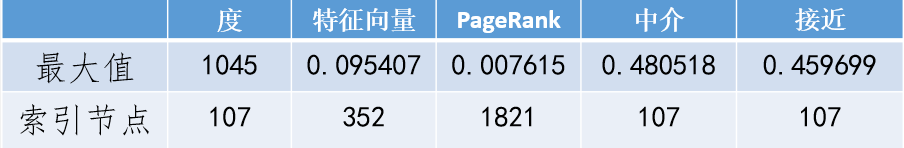 度 特征向量 PageRank 中介 接近
最大值 1045 0.095407 0.007615 0.480518 0.459699
索引节点 107 352 1821 107 107